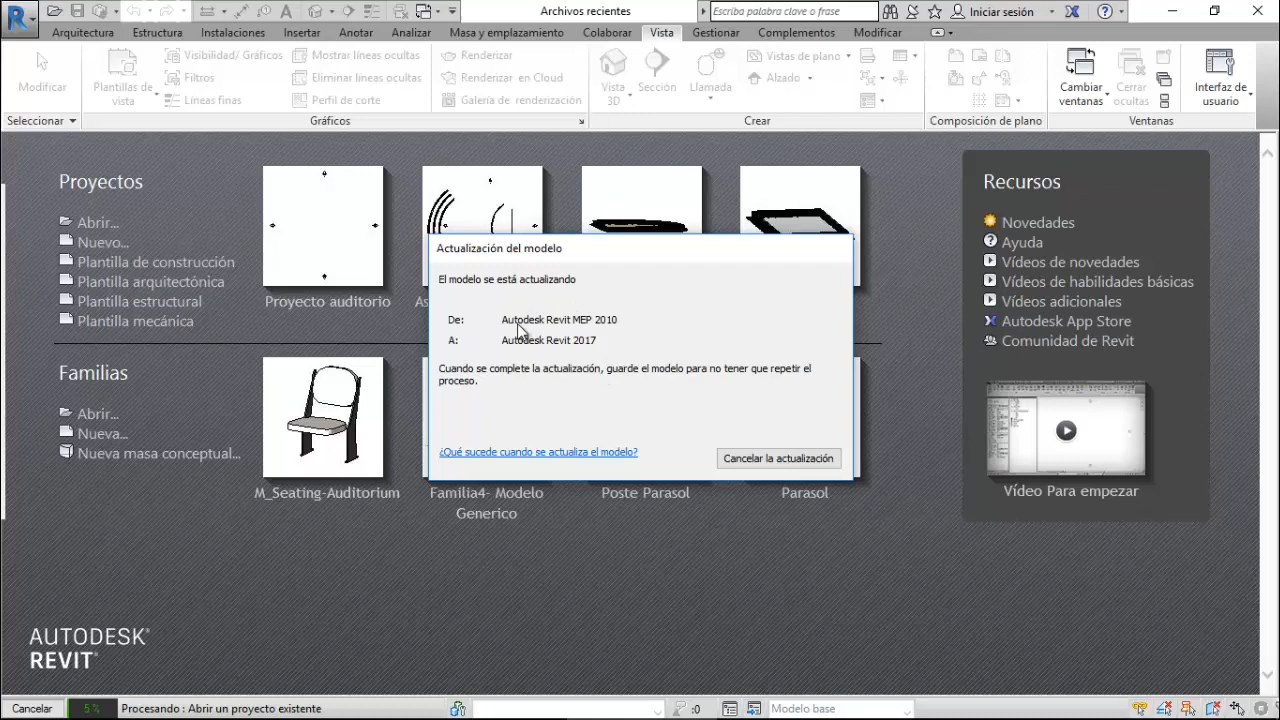 Archivos recientes
Escriba palabra clave o frase
Iniciar sesión
Arquitectura
Estructura
Instalaciones
Insertar
Anotar
Analizar
Masa y emplazamiento
Colaborar
Vista
Gestionar
Complementos
Modificar
Modificar
Plantillas de vista
Visibilidad/ Gráficos
Filtros
Líneas finas
Mostrar líneas ocultas
Eliminar líneas ocultas
Perfil de corte
Renderizar
Renderizar en Cloud
Galería de renderización
Vista 3D
Sección
Llamada
Vistas de plano
Alzado
Cambiar ventanas
Cerrar ocultas
Interfaz de usuario
Seleccionar
Gráficos
Crear
Composición de plano
Ventanas
Proyectos
Abrir...
Nuevo...
Plantilla de construcción
Plantilla arquitectónica
Plantilla estructural
Plantilla mecánica
Proyecto auditorio
As
Familias
Abrir...
Nueva...
Nueva masa conceptual...
M_Seating-Auditorium
Familia4- Modelo
Generico
Poste Parasol
Parasol
Actualización del modelo
El modelo se está actualizando
De: Autodesk Revit MEP 2010
A: Autodesk Revit 2017
Cuando se complete la actualización, guarde el modelo para no tener que repetir el
proceso.
¿Qué sucede cuando se actualiza el modelo?
Cancelar la actualización
Recursos
Novedades
Ayuda
Vídeos de novedades
Vídeos de habilidades básicas
Vídeos adicionales
Autodesk App Store
Comunidad de Revit
Vídeo Para empezar
AUTODESK®
REVIT®
Cancelar
5 %
Procesando : Abrir un proyecto existente
:0
Modelo base